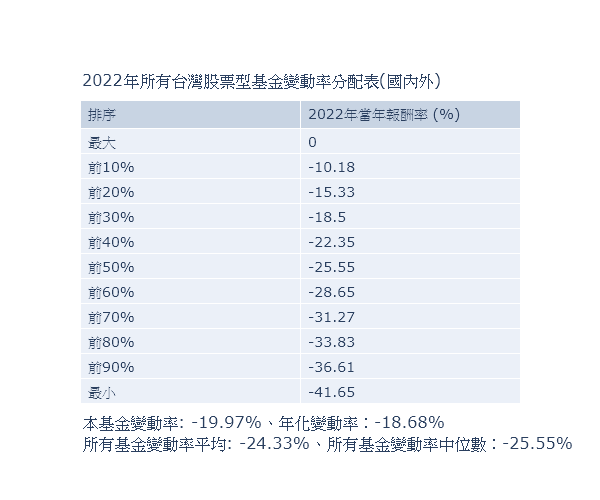 2022年所有台灣股票型基金變動率分配表(國內外)
排序 2022年當年報酬率 (%)
最大 0
前10% -10.18
前20% -15.33
前30% -18.5
前40% -22.35
前50% -25.55
前60% -28.65
前70% -31.27
前80% -33.83
前90% -36.61
最小 -41.65
本基金變動率: -19.97%、年化變動率：-18.68%
所有基金變動率平均: -24.33%、所有基金變動率中位數：-25.55%